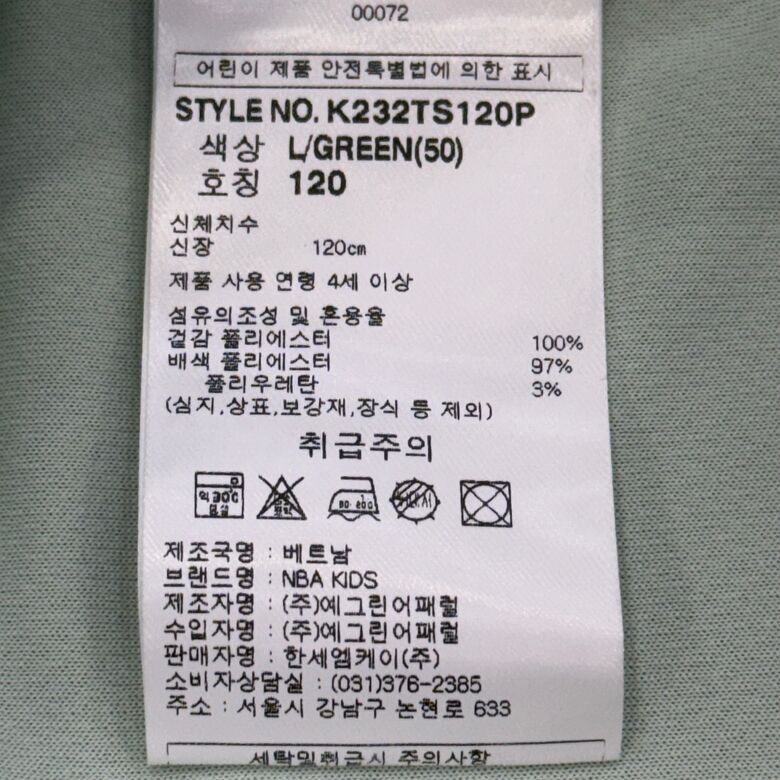 00072
어린이 제품 안전특별법에 의한 표시
STYLE NO. K232TS120P
색상 L/GREEN(50)
호칭 120
신체치수
신장 120cm
제품 사용 연령 4세 이상
섬유의조성 및 혼용율
겉감 폴리에스터 100%
배색 폴리에스터 97%
폴리우레탄 3%
(심지,상표,보강재,장식 등 제외)
취급주의
약 30℃
제조국명 : 베트남
브랜드명 : NBA KIDS
제조자명 : (주)예그린어패럴
수입자명 : (주)예그린어패럴
판매자명 : 한세엠케이(주)
소비자상담실 : (031)376-2385
주소 : 서울시 강남구 논현로 633
세탁및취급시 주의사항